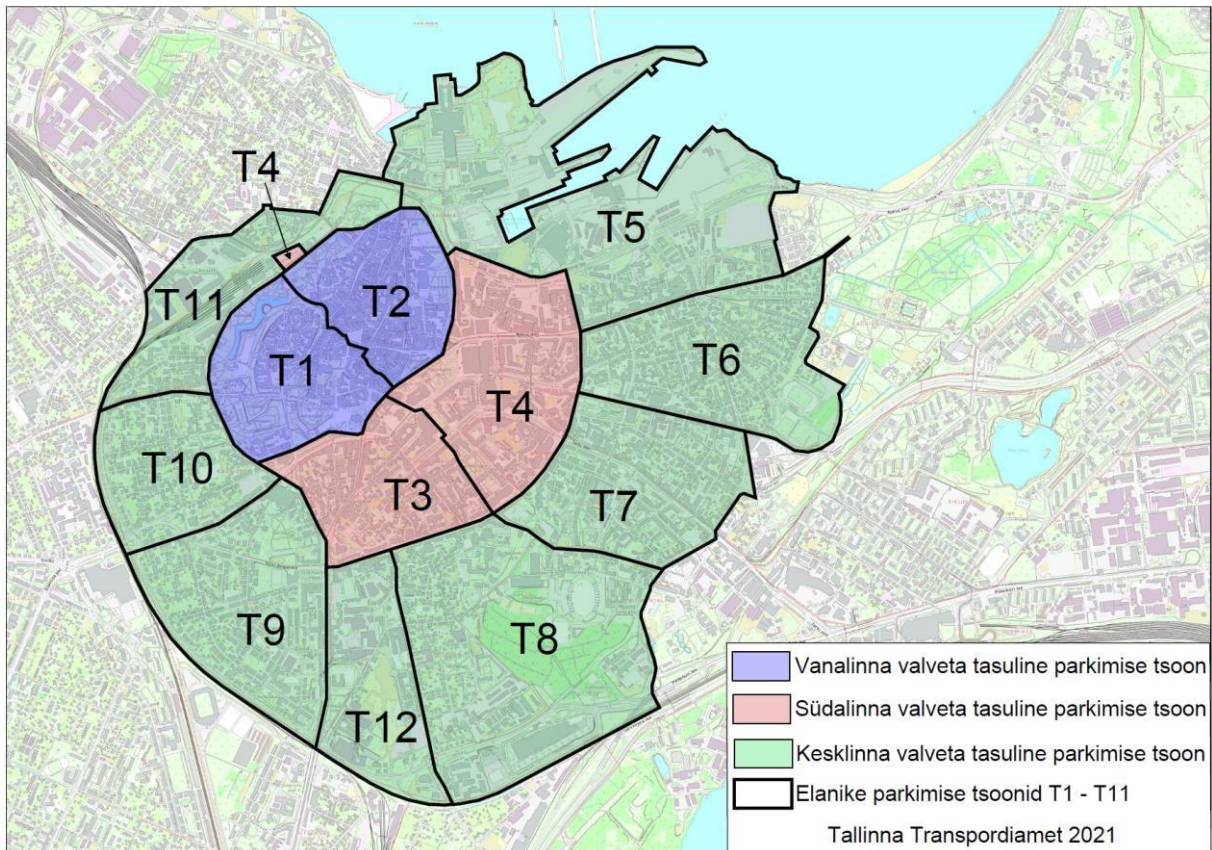 T4
T5
T11
T2
T1
T6
T4
T10
T3
T7
T9
T8
T12
Vanalinna valveta tasuline parkimise tsoon
Südalinna valveta tasuline parkimise tsoon
Kesklinna valveta tasuline parkimise tsoon
Elanike parkimise tsoonid T1 - T11
Tallinna Transpordiamet 2021